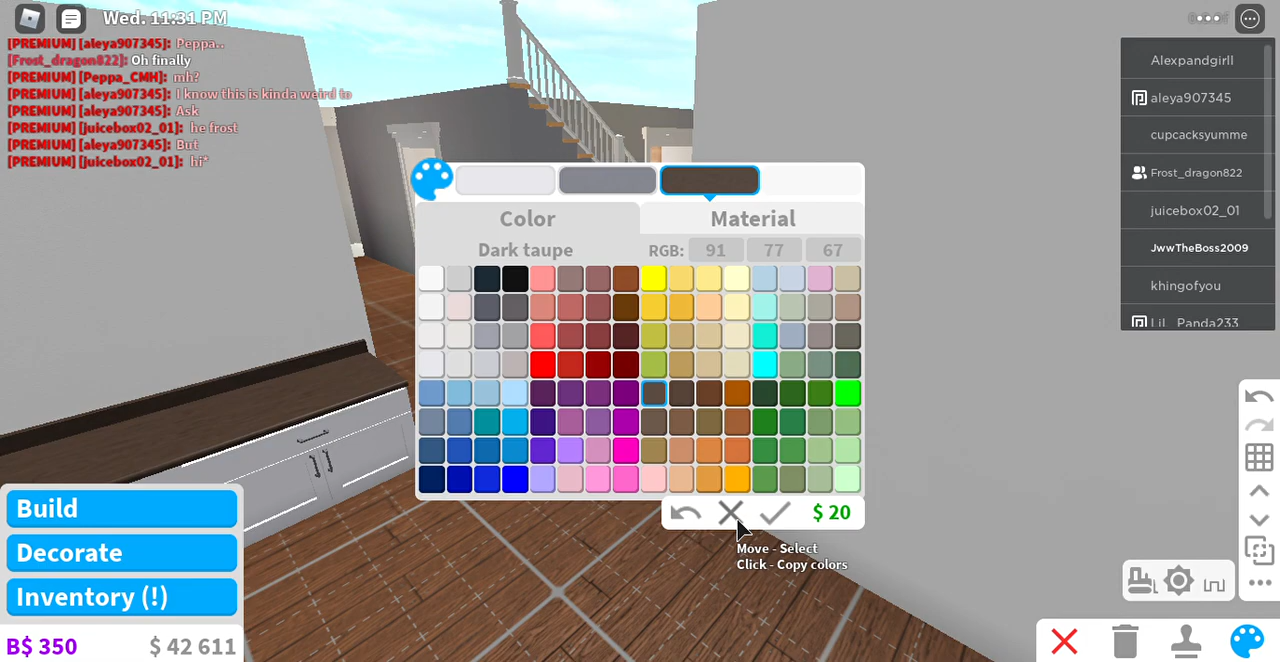 Wed. 11:31 PM
[PREMIUM] [aleya907345]: Peppa..
[Frost_dragon822]: Oh finally
[PREMIUM] [Peppa_CMH]: mh?
[PREMIUM] [aleya907345]: I know this is kinda weird to
[PREMIUM] [aleya907345]: Ask
[PREMIUM] [juicebox02_01]: he frost
[PREMIUM] [aleya907345]: But
[PREMIUM] [juicebox02_01]: hi*
Alexpandgirll
aleya907345
cupcacksyumme
Frost_dragon822
juicebox02_01
JwwTheBoss2009
khingofyou
Lil_Panda233
Color
Material
Dark taupe
RGB: 91 77 67
$ 20
Move - Select
Click - Copy colors
Build
Decorate
Inventory (!)
B$ 350 $ 42 611